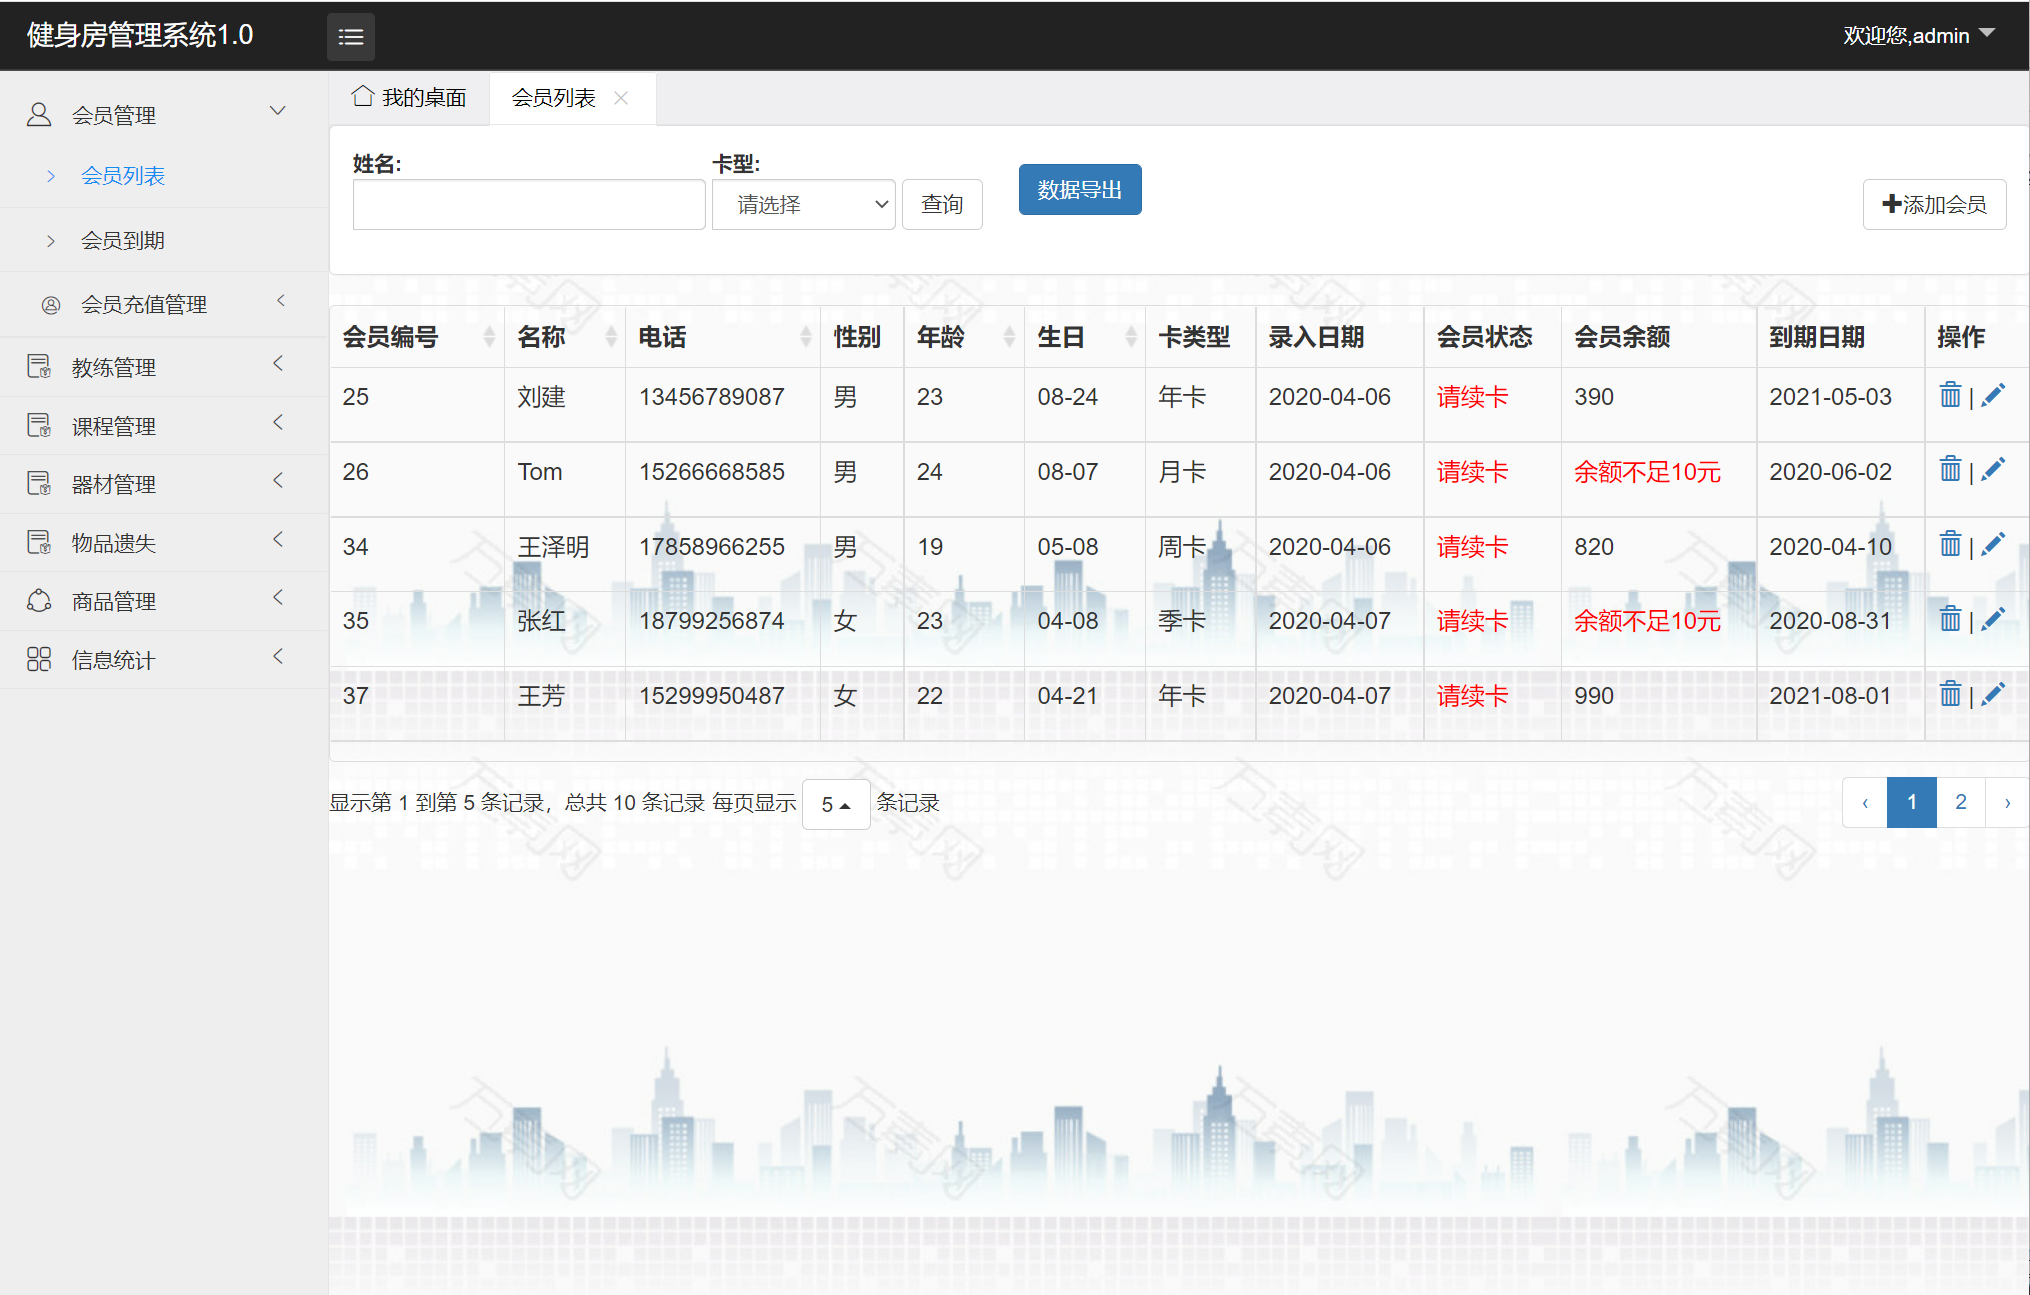 健身房管理系统1.0
欢迎您,admin
会员管理
会员列表
会员到期
会员充值管理
教练管理
课程管理
器材管理
物品遗失
商品管理
信息统计
我的桌面 会员列表
姓名: 卡型:
请选择 查询 数据导出 添加会员
会员编号 名称 电话 性别 年龄 生日 卡类型 录入日期 会员状态 会员余额 到期日期 操作
25 刘建 13456789087 男 23 08-24 年卡 2020-04-06 请续卡 390 2021-05-03 |
26 Tom 15266668585 男 24 08-07 月卡 2020-04-06 请续卡 余额不足10元 2020-06-02 |
34 王泽明 17858966255 男 19 05-08 周卡 2020-04-06 请续卡 820 2020-04-10 |
35 张红 18799256874 女 23 04-08 季卡 2020-04-07 请续卡 余额不足10元 2020-08-31 |
37 王芳 15299950487 女 22 04-21 年卡 2020-04-07 请续卡 990 2021-08-01 |
显示第 1 到第 5 条记录，总共 10 条记录 每页显示 5 条记录
‹ 1 2 ›